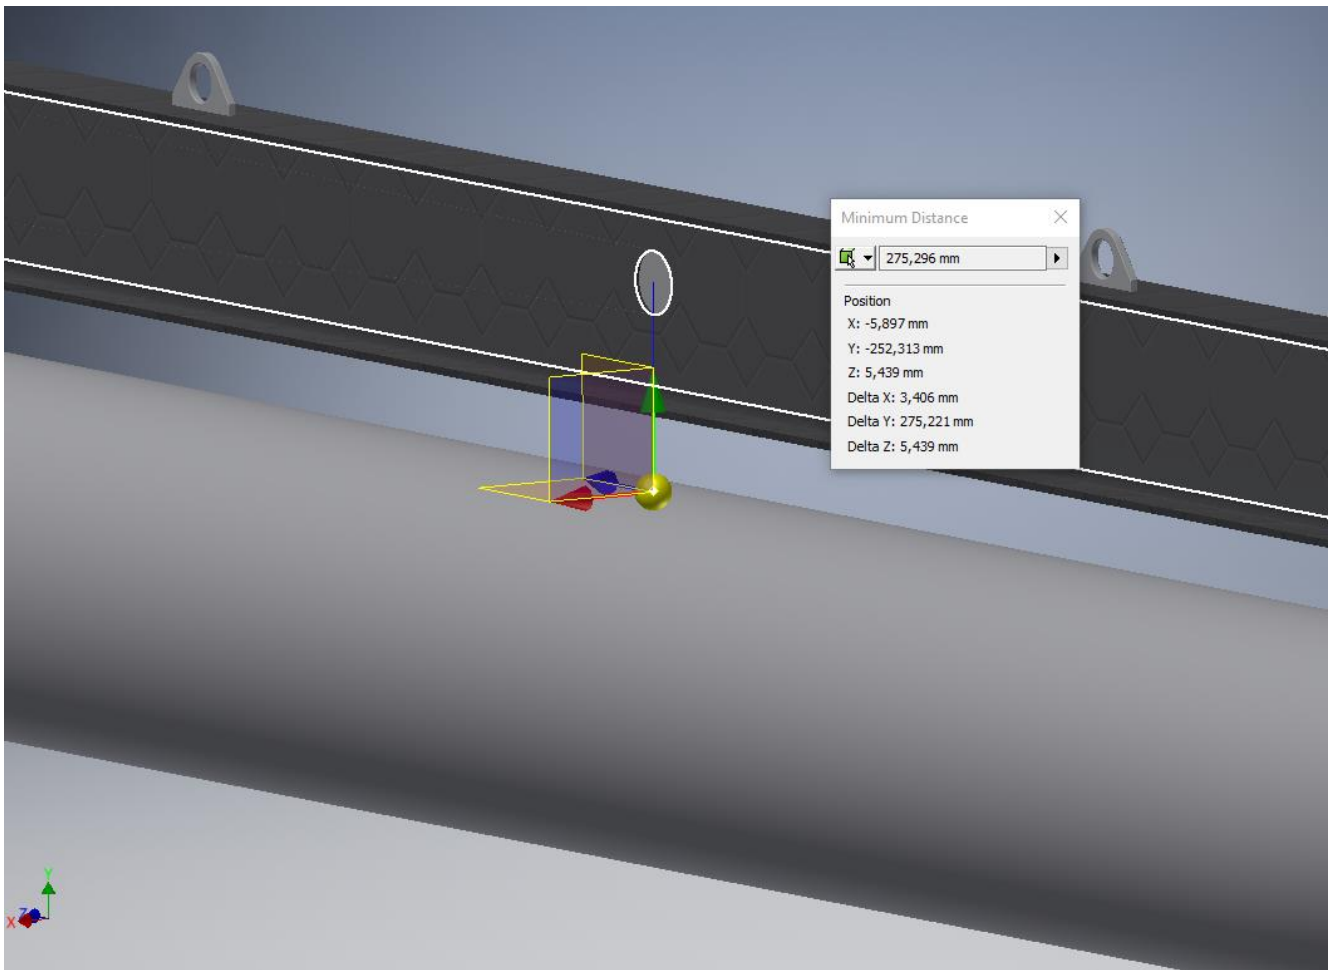 Minimum Distance
275,296 mm
Position
X: -5,897 mm
Y: -252,313 mm
Z: 5,439 mm
Delta X: 3,406 mm
Delta Y: 275,221 mm
Delta Z: 5,439 mm
Y
X Z